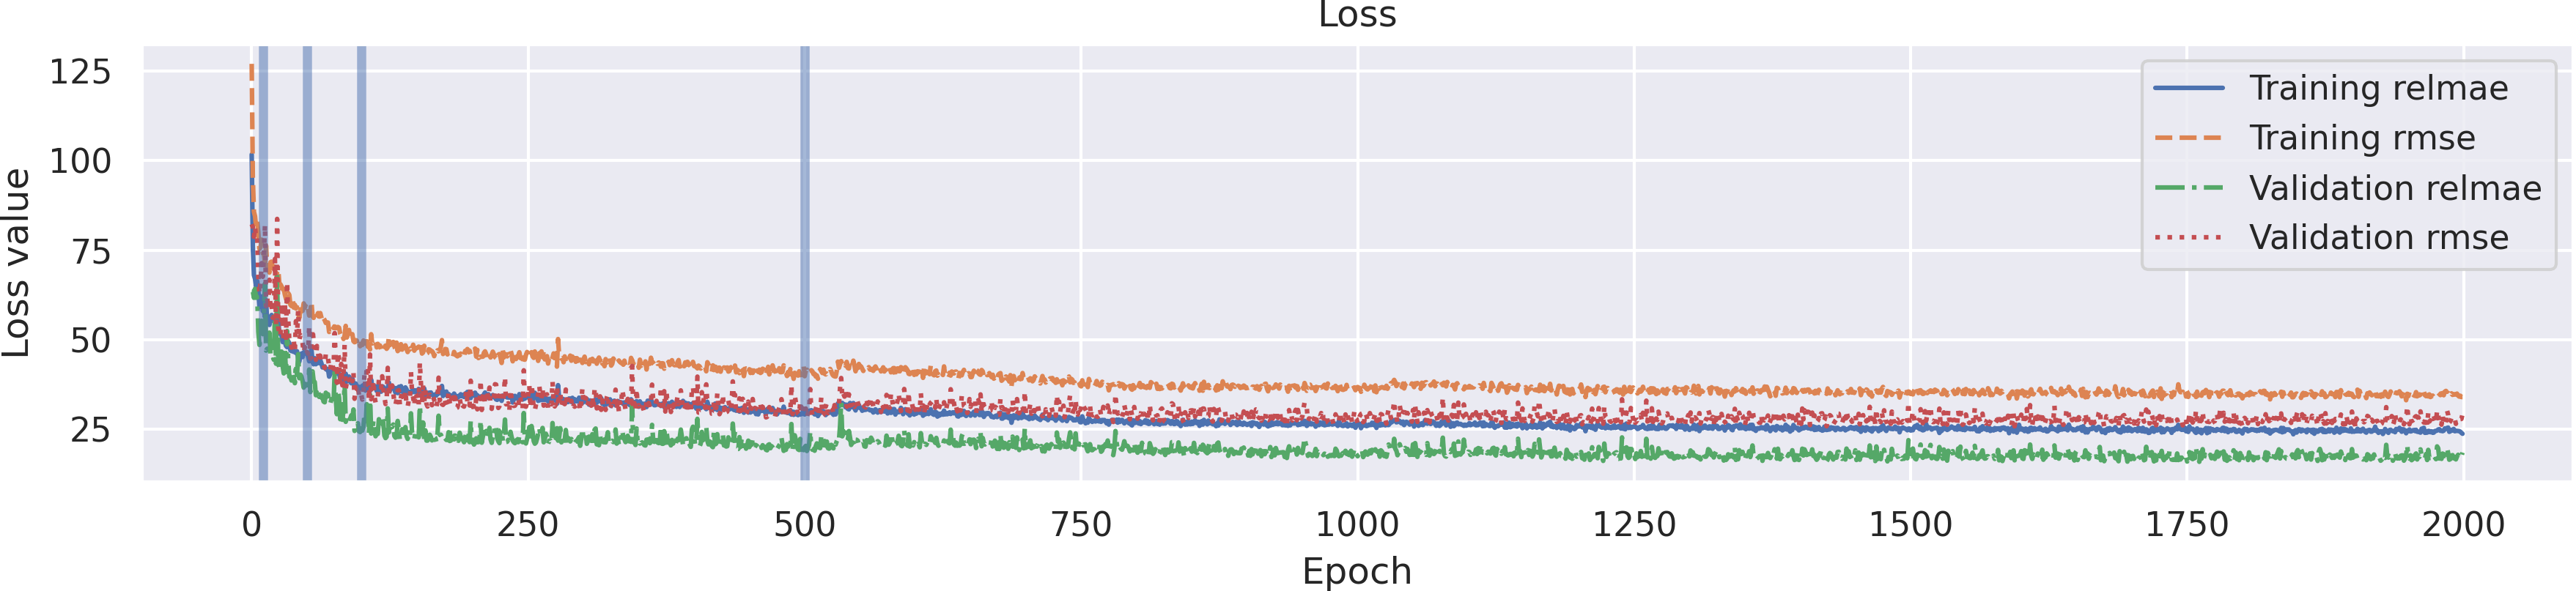 Loss
Loss value
125
100
75
50
25
Training relmae
Training rmse
Validation relmae
Validation rmse
0 250 500 750 1000 1250 1500 1750 2000
Epoch